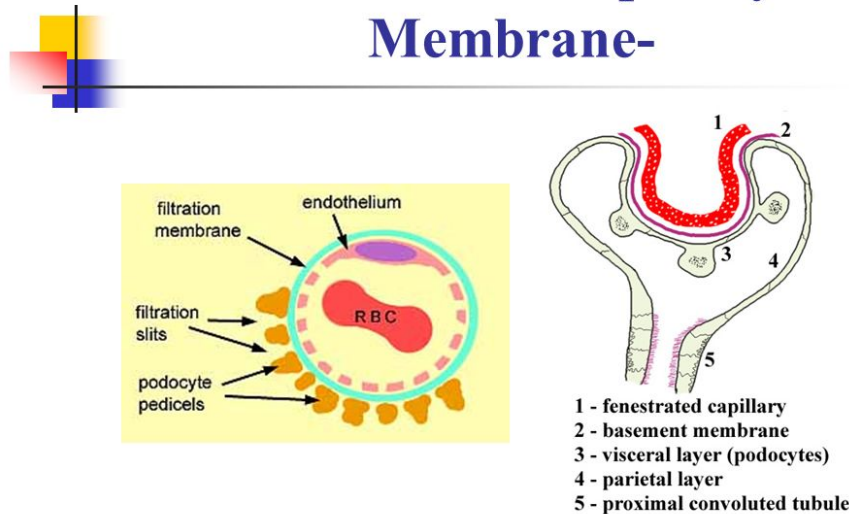 Membrane-
filtration
membrane
endothelium
RBC
filtration
slits
podocyte
pedicels
1
2
3
4
5
1 - fenestrated capillary
2 - basement membrane
3 - visceral layer (podocytes)
4 - parietal layer
5 - proximal convoluted tubule